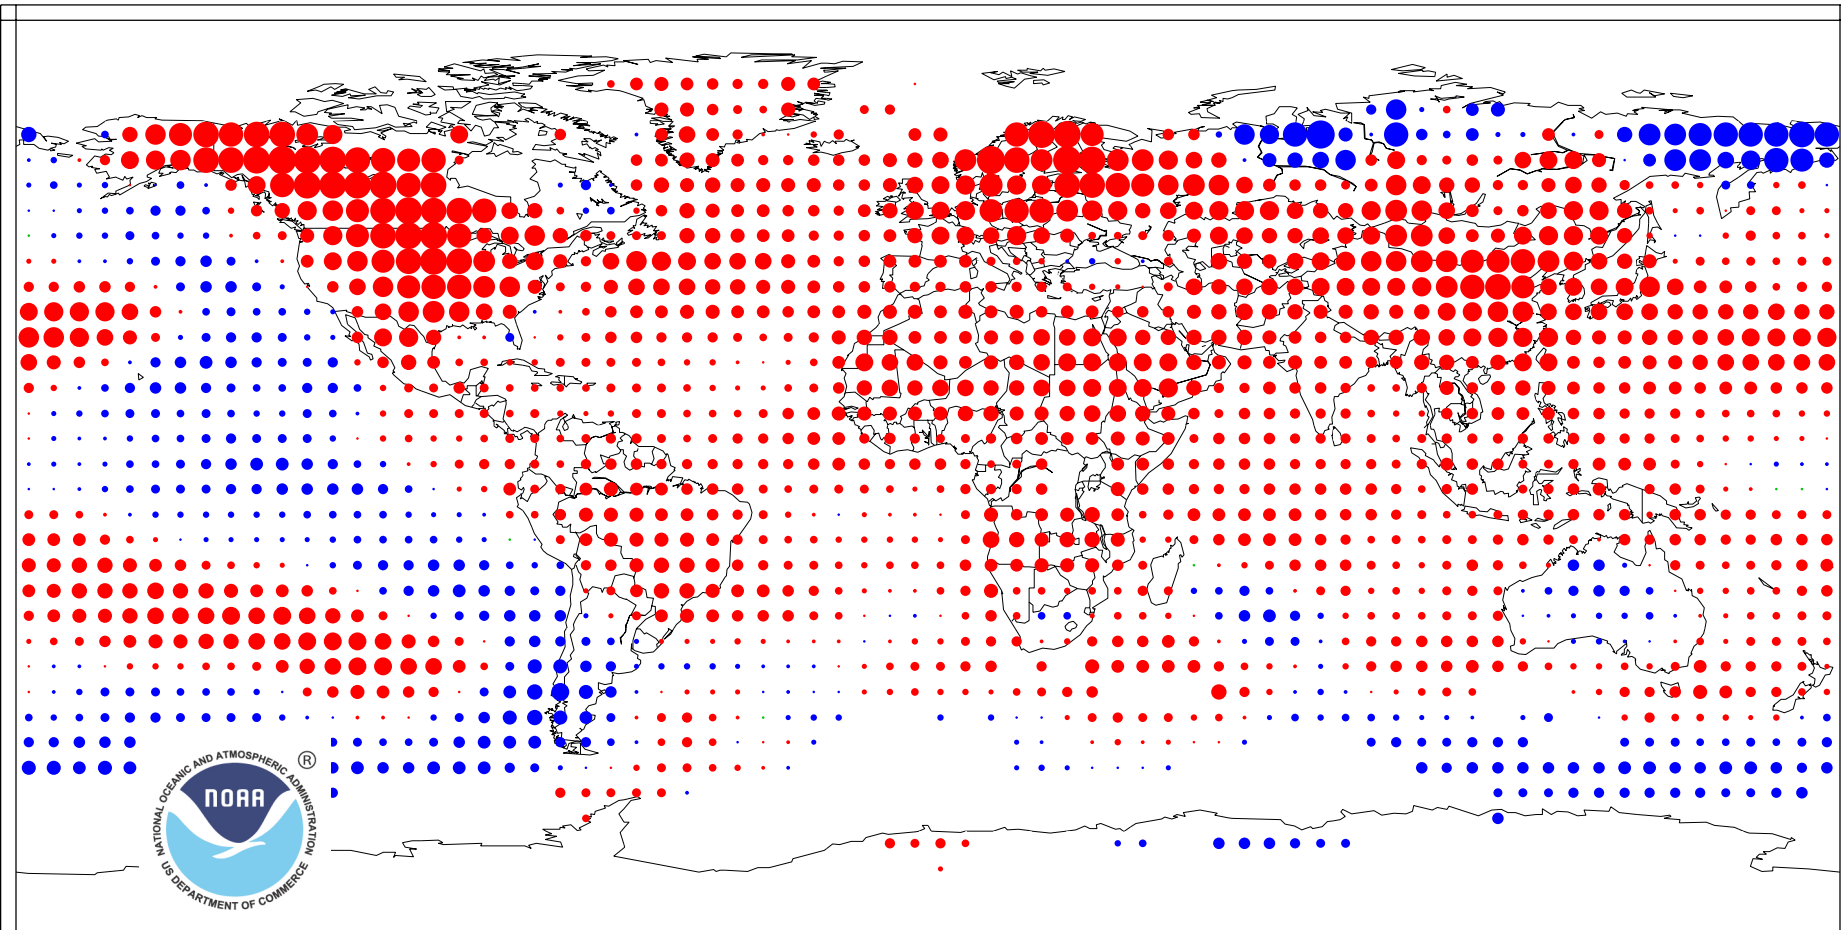 NATIONAL OCEANIC AND ATMOSPHERIC ADMINISTRATION
®
NOAA
US DEPARTMENT OF COMMERCE